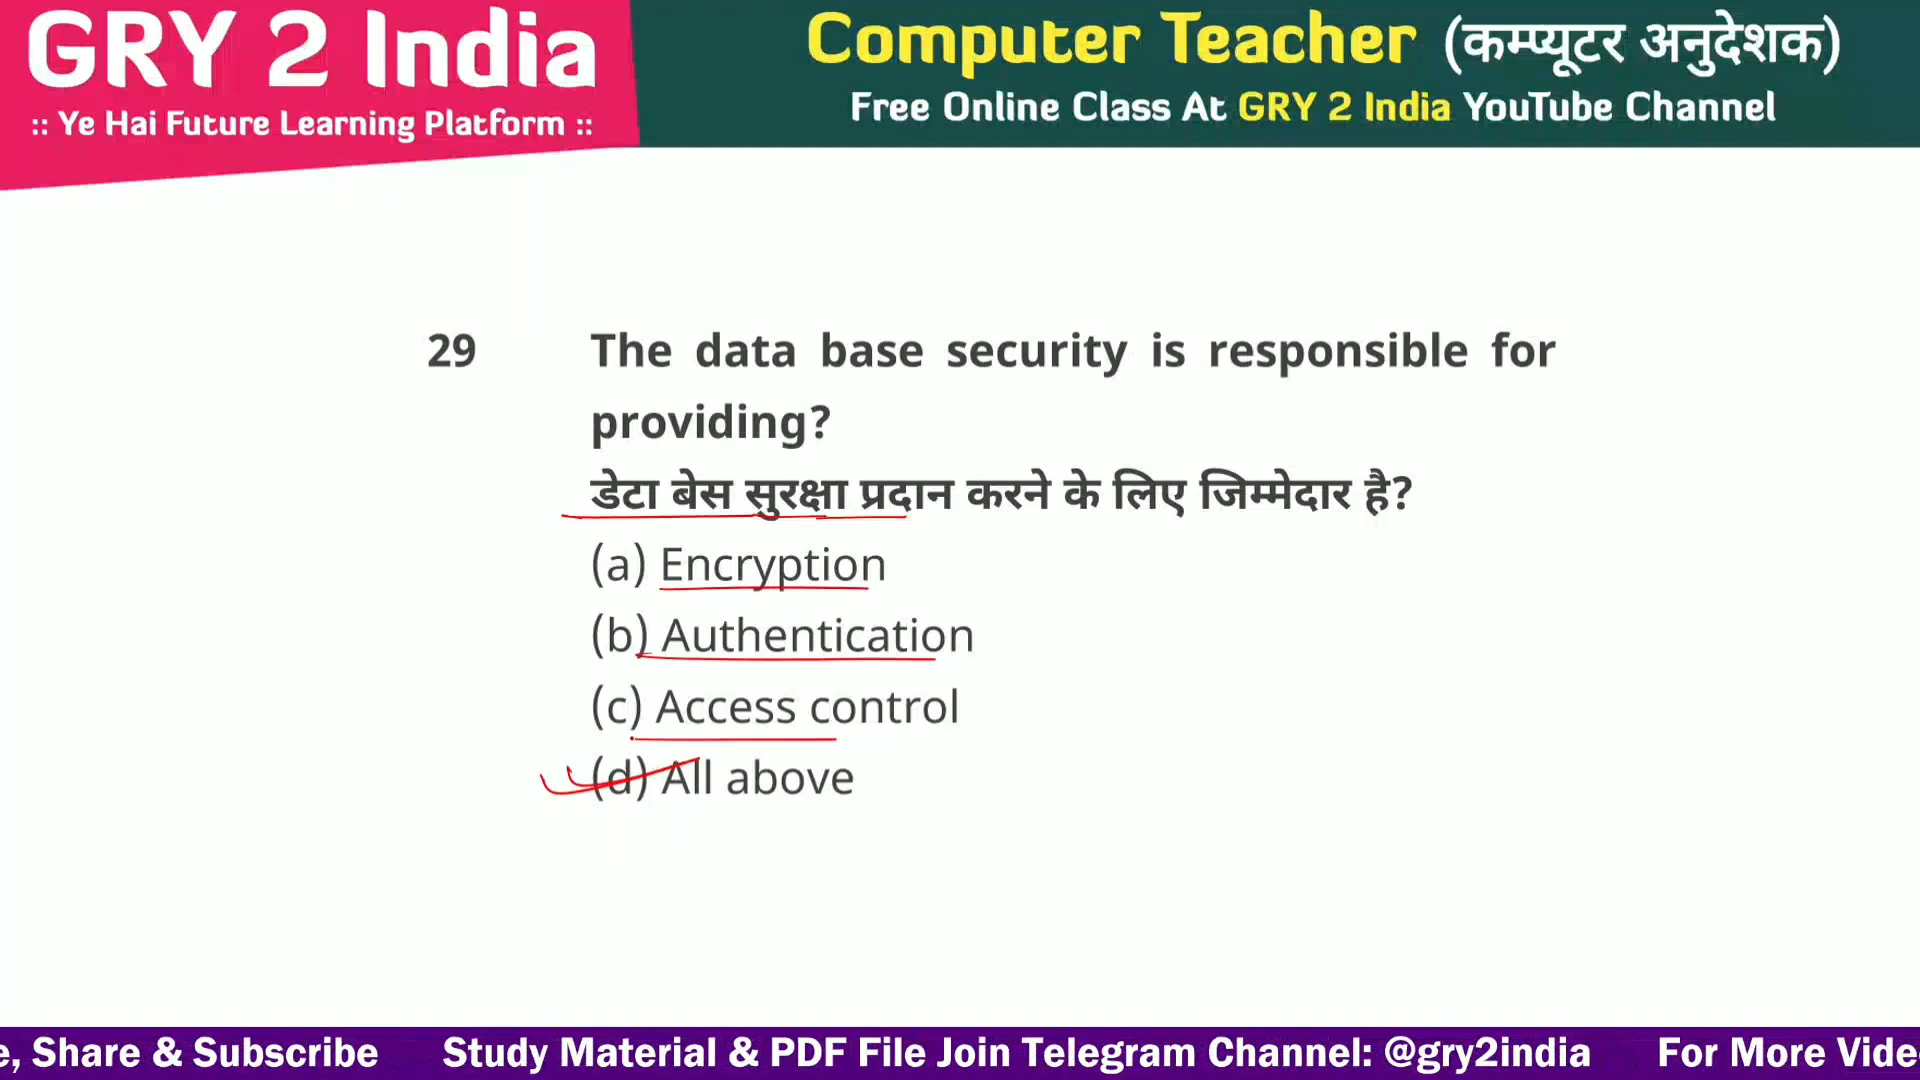 GRY 2 India
:: Ye Hai Future Learning Platform ::
Computer Teacher (कम्प्यूटर अनुदेशक)
Free Online Class At GRY 2 India YouTube Channel
29 The data base security is responsible for
providing?
डेटा बेस सुरक्षा प्रदान करने के लिए जिम्मेदार है?
(a) Encryption
(b) Authentication
(c) Access control
(d) All above
e, Share & Subscribe Study Material & PDF File Join Telegram Channel: @gry2india For More Vide